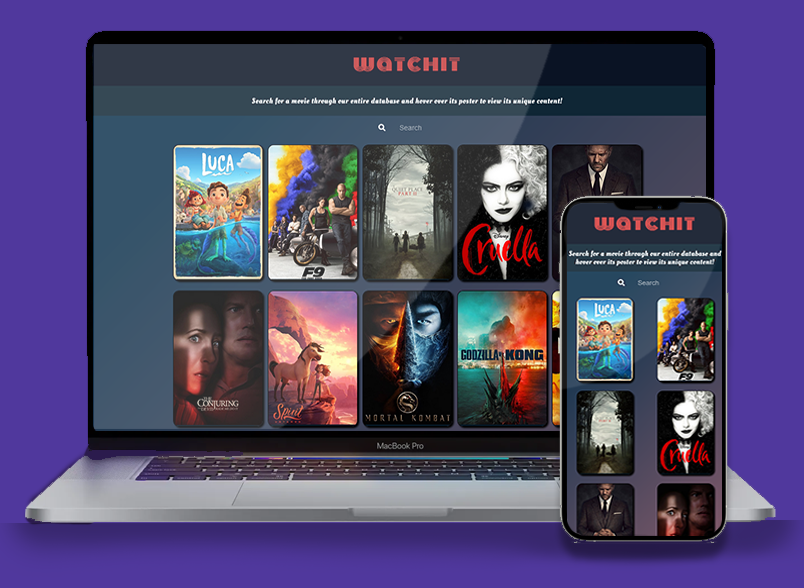 WATCHIT
Search for a movie through our entire database and hover over its poster to view its unique content!
Search
LUCA
F9
A QUIET PLACE
PART II
Disney
Cruella
THE
CONJURING
Spirit
MORTAL KOMBAT
GODZILLA VS KONG
MacBook Pro
WATCHIT
Search for a movie through our entire database and
hover over its poster to view its unique content!
Search
LUCA
F9
Cruella